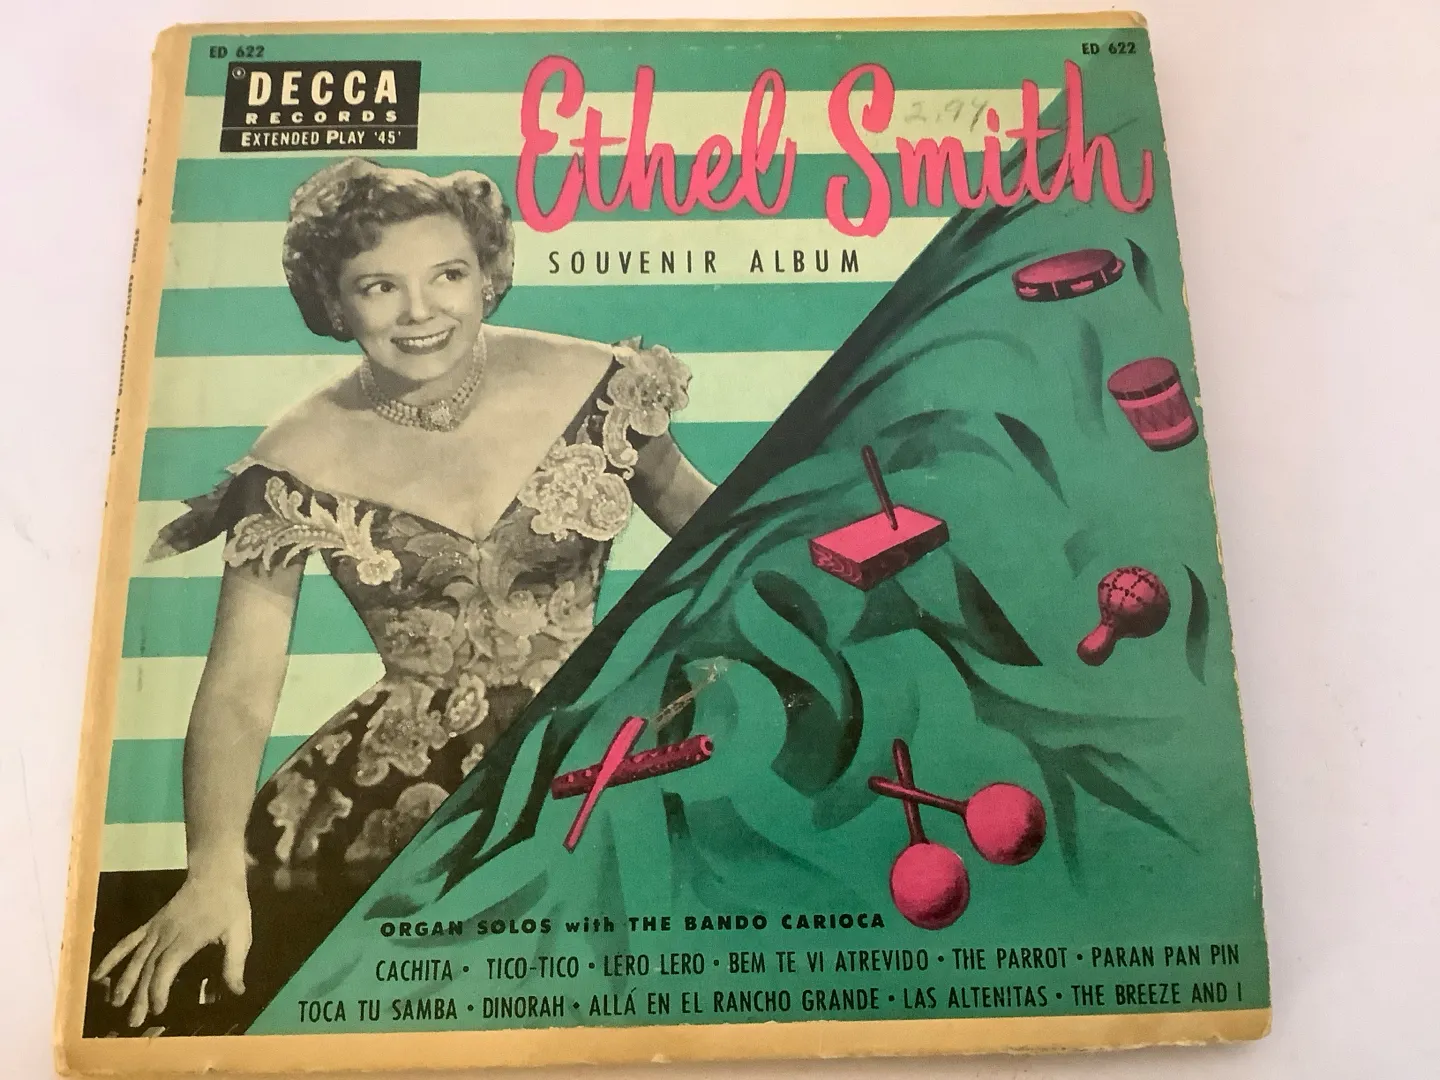 ED 622
ED 622
DECCA
RECORDS
EXTENDED PLAY '45'
Ethel Smith
2.94
SOUVENIR ALBUM
ORGAN SOLOS with THE BANDO CARIOCA
CACHITA • TICO-TICO • LERO LERO • BEM TE VI ATREVIDO • THE PARROT • PARAN PAN PIN
TOCA TU SAMBA • DINORAH • ALLÁ EN EL RANCHO GRANDE • LAS ALTENITAS • THE BREEZE AND I